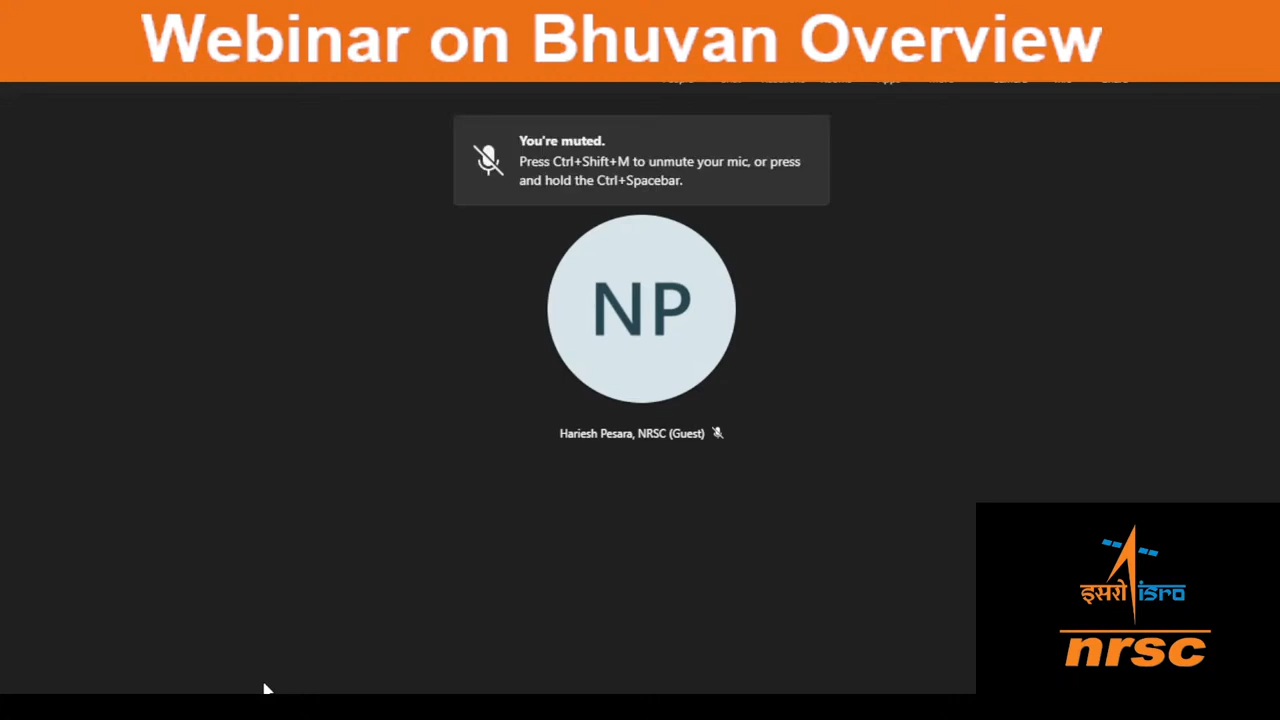 Webinar on Bhuvan Overview
You're muted.
Press Ctrl+Shift+M to unmute your mic, or press
and hold the Ctrl+Spacebar.
NP
Hariesh Pesara, NRSC (Guest)
इसरो isro
nrsc